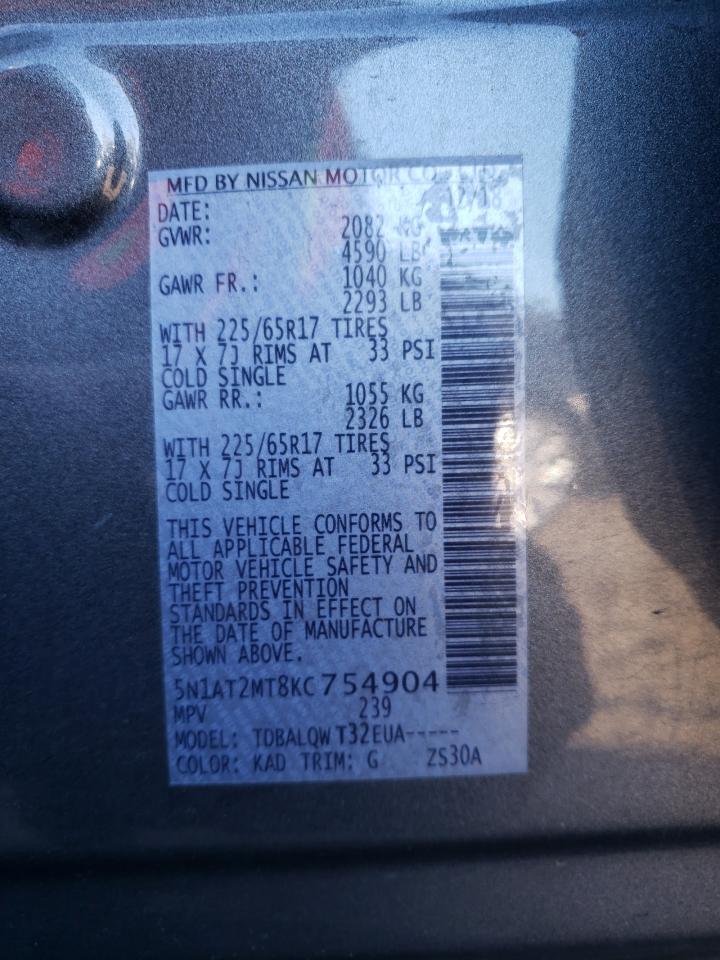 MFD BY NISSAN MOTOR CO., LTD.
DATE: 12/18
GVWR: 2082 KG
4590 LB
GAWR FR.: 1040 KG
2293 LB
WITH 225/65R17 TIRES
17 X 7J RIMS AT 33 PSI
COLD SINGLE
GAWR RR.: 1055 KG
2326 LB
WITH 225/65R17 TIRES
17 X 7J RIMS AT 33 PSI
COLD SINGLE
THIS VEHICLE CONFORMS TO
ALL APPLICABLE FEDERAL
MOTOR VEHICLE SAFETY AND
THEFT PREVENTION
STANDARDS IN EFFECT ON
THE DATE OF MANUFACTURE
SHOWN ABOVE.
5N1AT2MT8KC754904
MPV 239
MODEL: TDBALQW T32EUA-----
COLOR: KAD TRIM: G ZS30A